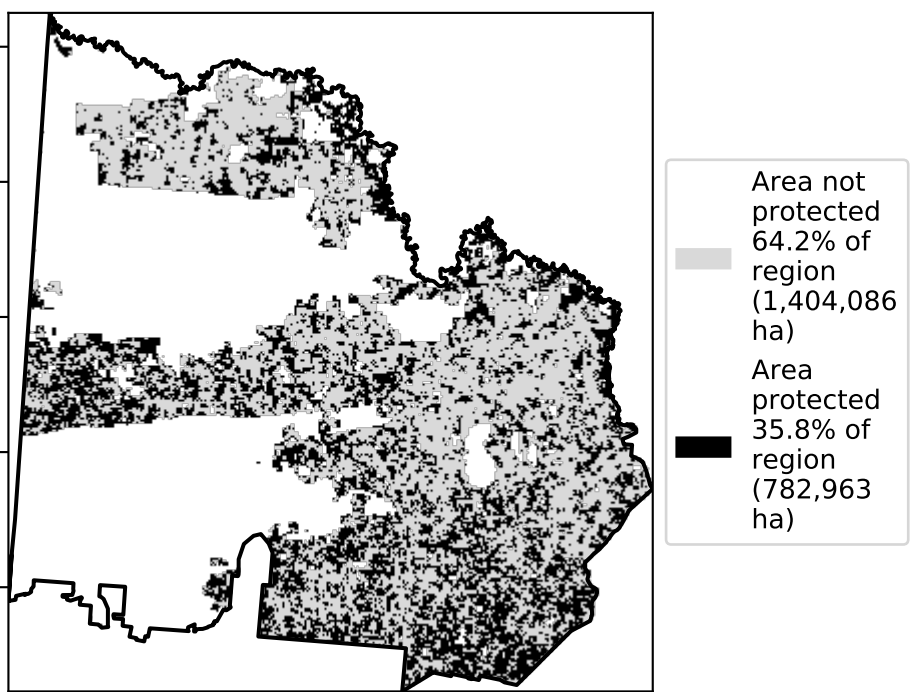 Area not
protected
64.2% of
region
(1,404,086
ha)
Area
protected
35.8% of
region
(782,963
ha)